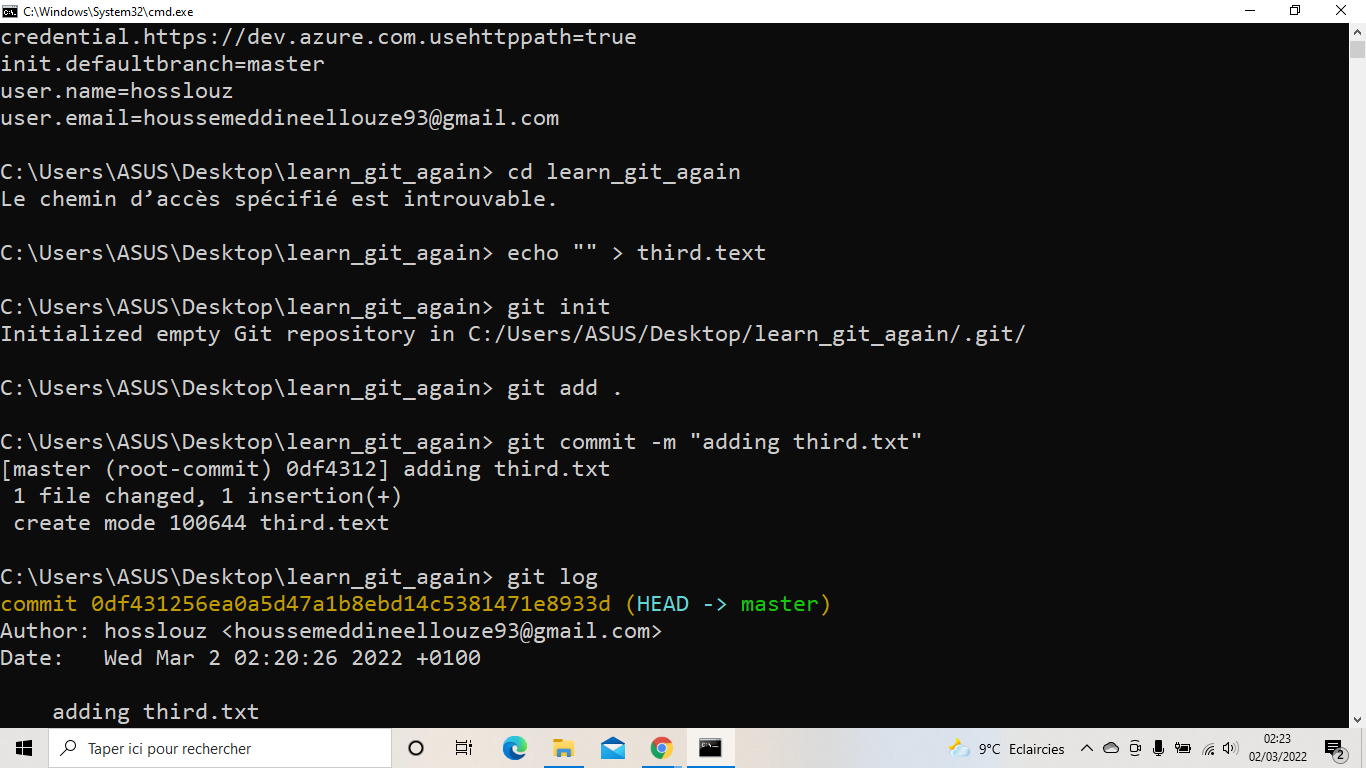 C:\Windows\System32\cmd.exe
credential.https://dev.azure.com.usehttppath=true
init.defaultbranch=master
user.name=hosslouz
user.email=houssemeddineellouze93@gmail.com
C:\Users\ASUS\Desktop\learn_git_again> cd learn_git_again
Le chemin d’accès spécifié est introuvable.
C:\Users\ASUS\Desktop\learn_git_again> echo "" > third.text
C:\Users\ASUS\Desktop\learn_git_again> git init
Initialized empty Git repository in C:/Users/ASUS/Desktop/learn_git_again/.git/
C:\Users\ASUS\Desktop\learn_git_again> git add .
C:\Users\ASUS\Desktop\learn_git_again> git commit -m "adding third.txt"
[master (root-commit) 0df4312] adding third.txt
 1 file changed, 1 insertion(+)
 create mode 100644 third.text
C:\Users\ASUS\Desktop\learn_git_again> git log
commit 0df431256ea0a5d47a1b8ebd14c5381471e8933d (HEAD -> master)
Author: hosslouz <houssemeddineellouze93@gmail.com>
Date:   Wed Mar 2 02:20:26 2022 +0100
    adding third.txt
Taper ici pour rechercher
9°C Eclaircies
02:23
02/03/2022
2